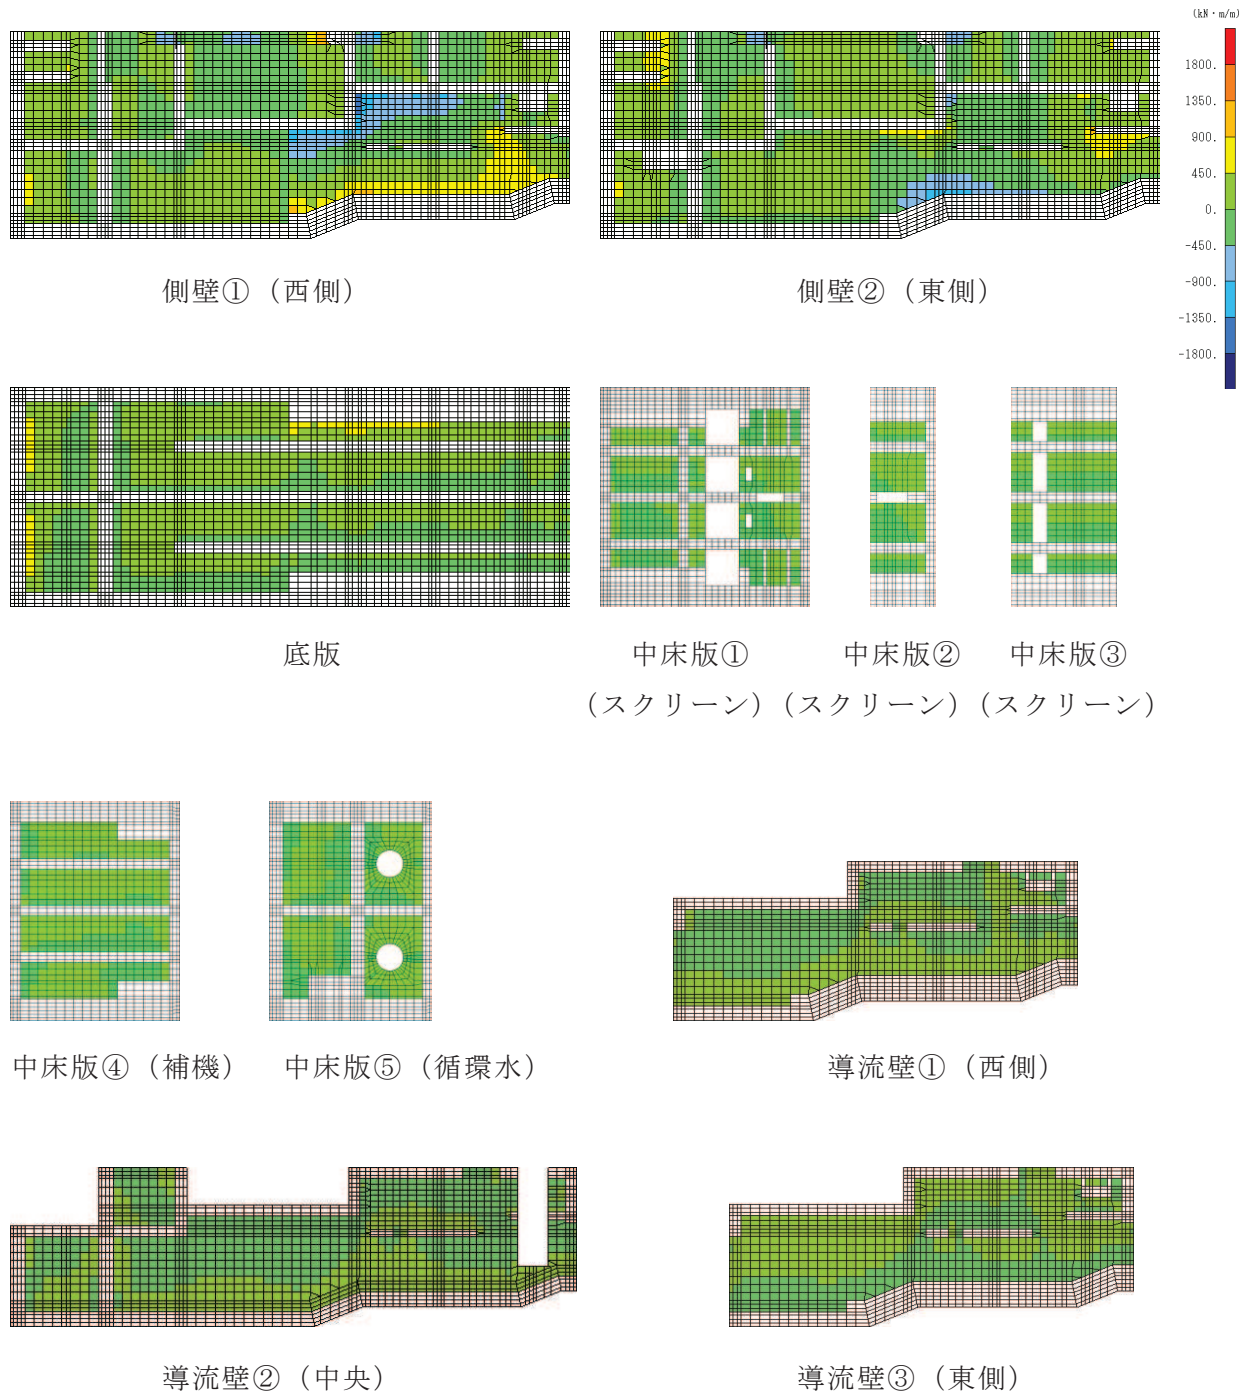 (kN・m/m)
1800.
1350.
900.
450.
0.
-450.
-900.
-1350.
-1800.
側壁①（西側）
側壁②（東側）
底版
中床版①
中床版②
中床版③
（スクリーン）
（スクリーン）
（スクリーン）
中床版④（補機）
中床版⑤（循環水）
導流壁①（西側）
導流壁②（中央）
導流壁③（東側）